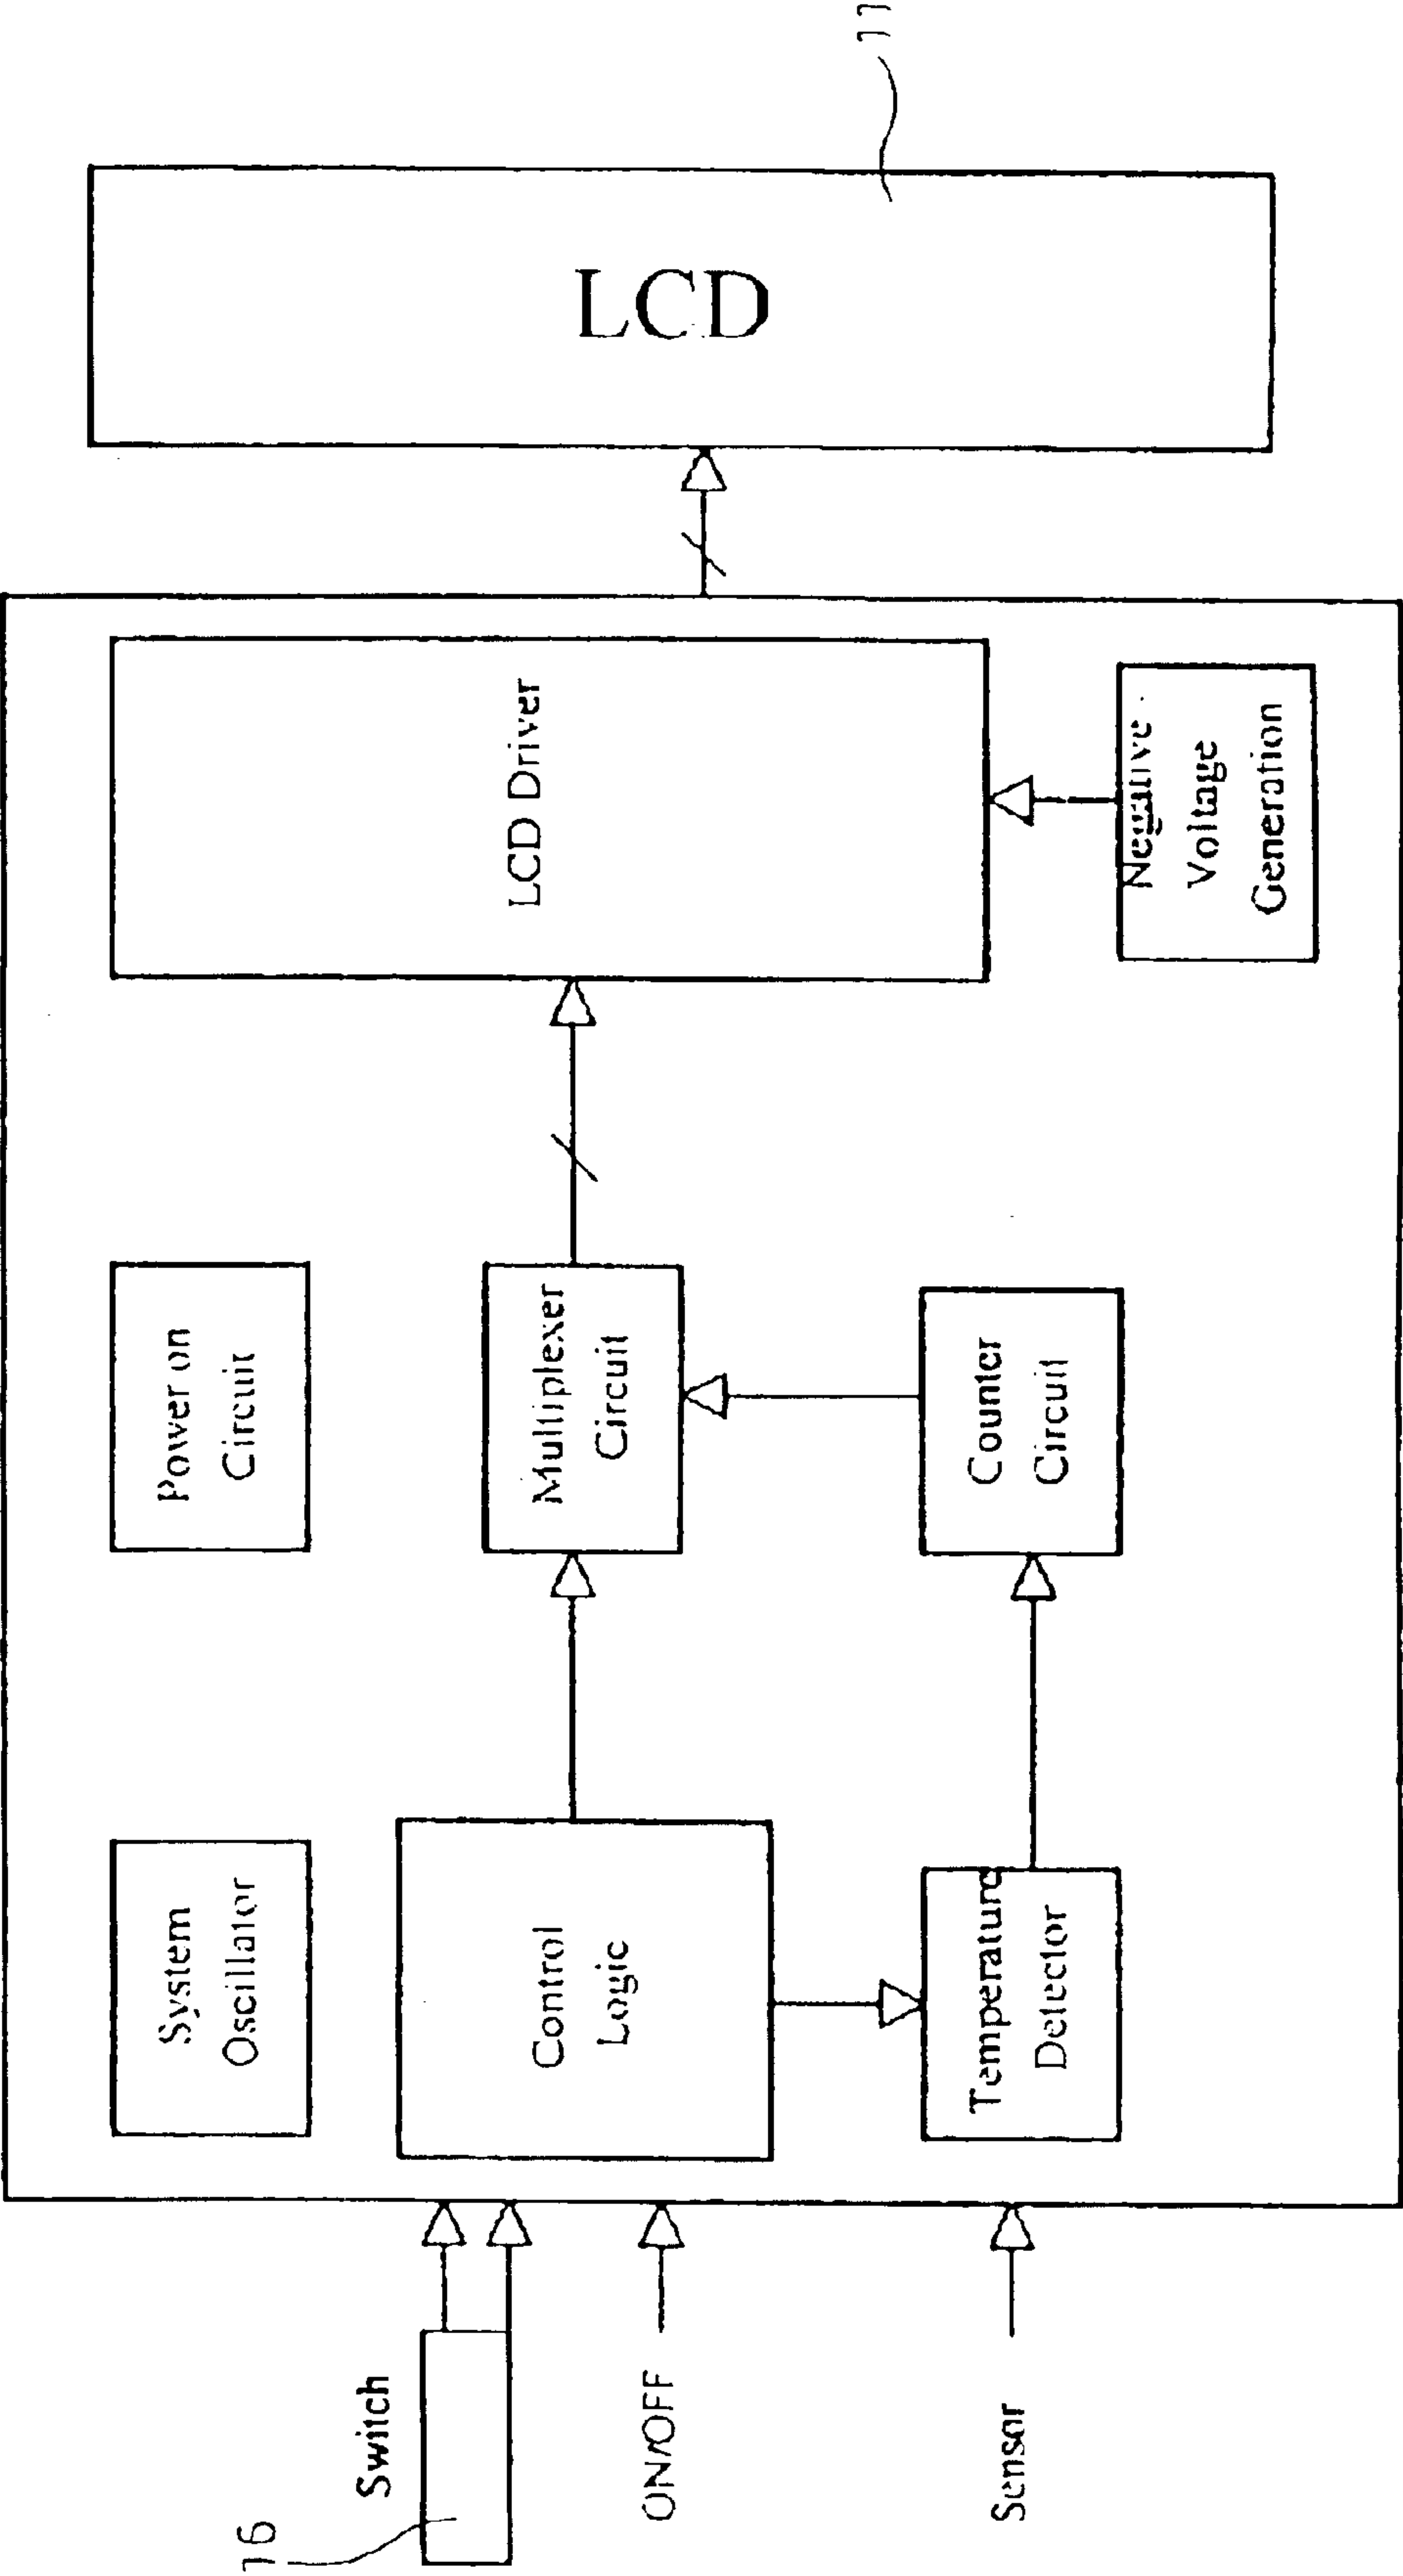 16
Switch
ON/OFF
Sensor
System
Oscillator
Control
Logic
Temperature
Detector
Power on
Circuit
Multiplexer
Circuit
Counter
Circuit
LCD Driver
Negative
Voltage
Generation
LCD
11